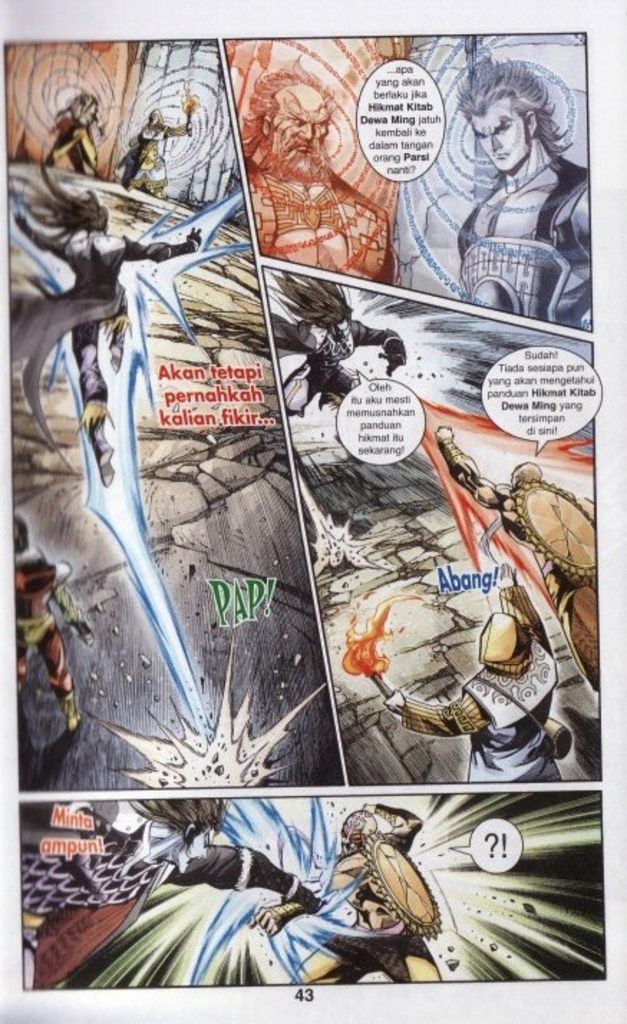 Akan tetapi
pernahkah
kalian fikir...
PAP!
...apa
yang akan
berlaku jika
Hikmat Kitab
Dewa Ming jatuh
kembali ke
dalam tangan
orang Parsi
nanti?
Oleh
itu aku mesti
memusnahkan
panduan
hikmat itu
sekarang!
Sudah!
Tiada sesiapa pun
yang akan mengetahui
panduan Hikmat Kitab
Dewa Ming yang
tersimpan
di sini!
Abang!
Minta
ampun!
?!
43